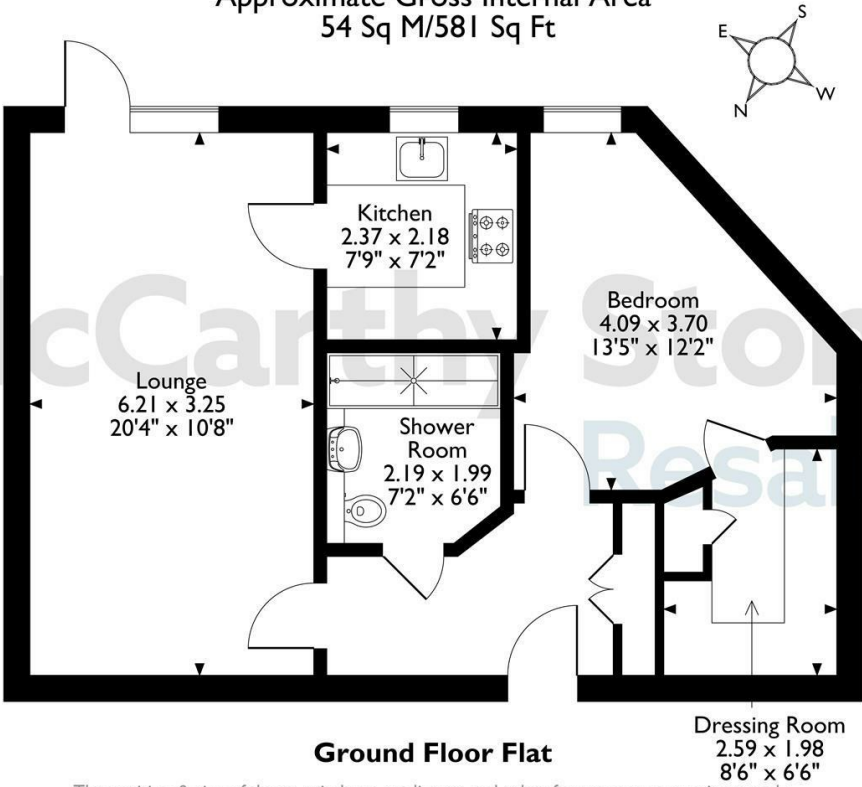 Approximate Gross Internal Area
54 Sq M/581 Sq Ft
S
E
W
N
Kitchen
2.37 x 2.18
7'9" x 7'2"
Bedroom
4.09 x 3.70
13'5" x 12'2"
cCarthy Ston
Resal
Lounge
6.21 x 3.25
20'4" x 10'8"
Shower
Room
2.19 x 1.99
7'2" x 6'6"
Dressing Room
2.59 x 1.98
8'6" x 6'6"
Ground Floor Flat